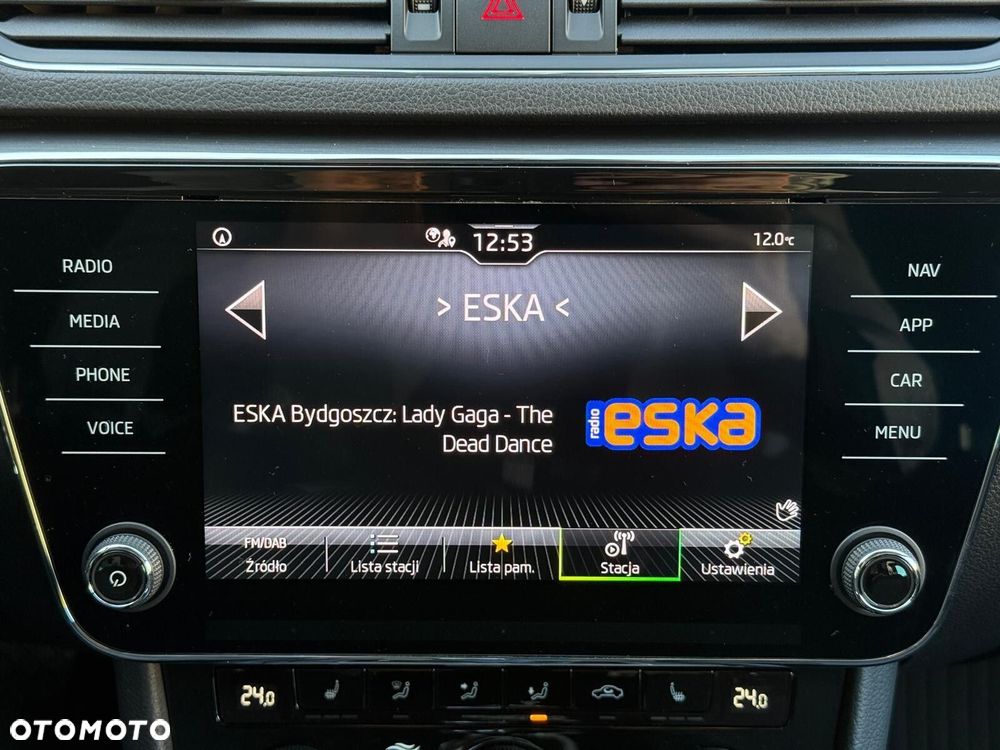 12:53
12.0°C
RADIO
MEDIA
PHONE
VOICE
NAV
APP
CAR
MENU
> ESKA <
ESKA Bydgoszcz: Lady Gaga - The
Dead Dance
radio eska
FM/DAB
Źródło
Lista stacji
Lista pam.
Stacja
Ustawienia
24.0
24.0
OTOMOTO